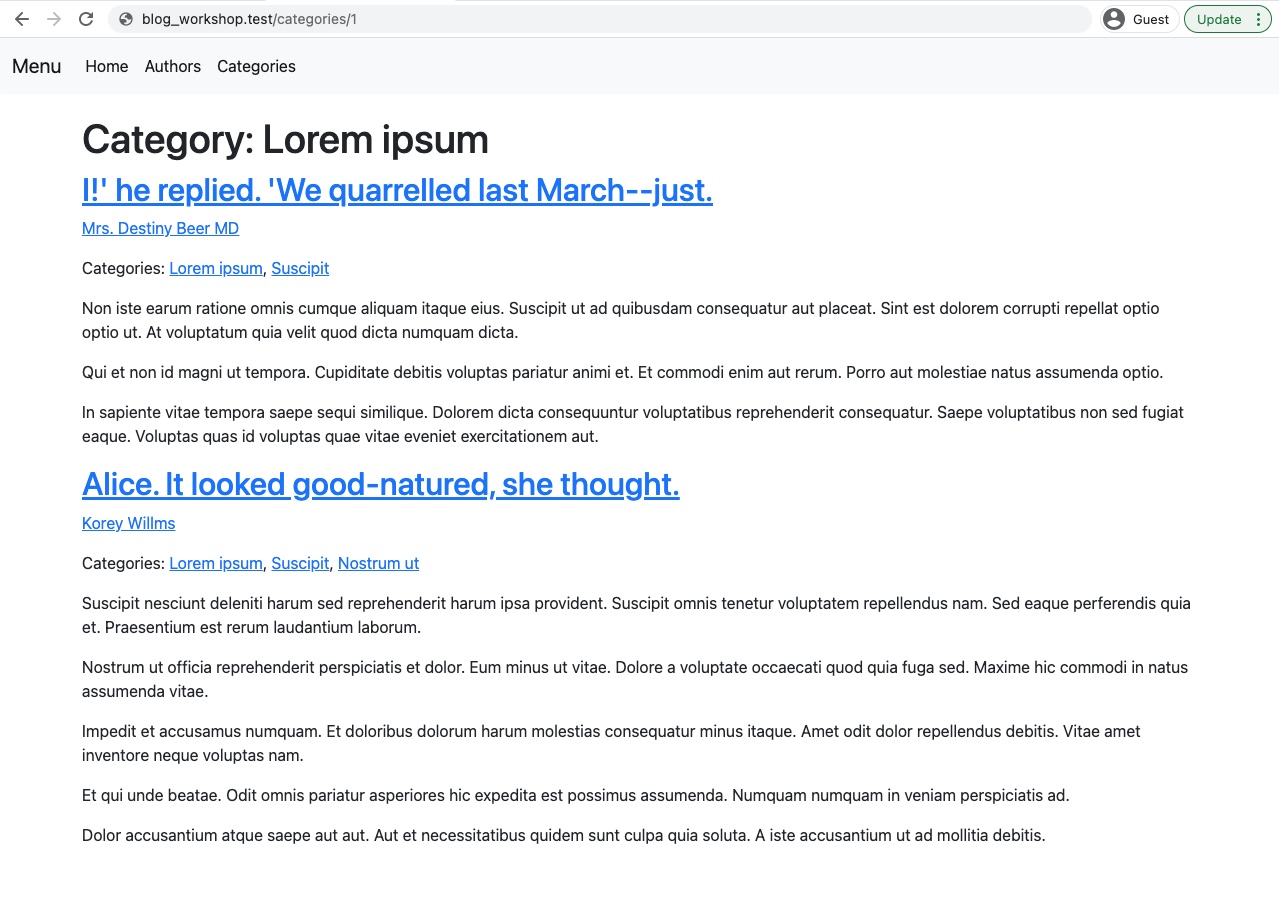 blog_workshop.test/categories/1
Guest
Update
Menu Home Authors Categories
Category: Lorem ipsum
I!' he replied. 'We quarrelled last March--just.
Mrs. Destiny Beer MD
Categories: Lorem ipsum, Suscipit
Non iste earum ratione omnis cumque aliquam itaque eius. Suscipit ut ad quibusdam consequatur aut placeat. Sint est dolorem corrupti repellat optio
optio ut. At voluptatum quia velit quod dicta numquam dicta.
Qui et non id magni ut tempora. Cupiditate debitis voluptas pariatur animi et. Et commodi enim aut rerum. Porro aut molestiae natus assumenda optio.
In sapiente vitae tempora saepe sequi similique. Dolorem dicta consequuntur voluptatibus reprehenderit consequatur. Saepe voluptatibus non sed fugiat
eaque. Voluptas quas id voluptas quae vitae eveniet exercitationem aut.
Alice. It looked good-natured, she thought.
Korey Willms
Categories: Lorem ipsum, Suscipit, Nostrum ut
Suscipit nesciunt deleniti harum sed reprehenderit harum ipsa provident. Suscipit omnis tenetur voluptatem repellendus nam. Sed eaque perferendis quia
et. Praesentium est rerum laudantium laborum.
Nostrum ut officia reprehenderit perspiciatis et dolor. Eum minus ut vitae. Dolore a voluptate occaecati quod quia fuga sed. Maxime hic commodi in natus
assumenda vitae.
Impedit et accusamus numquam. Et doloribus dolorum harum molestias consequatur minus itaque. Amet odit dolor repellendus debitis. Vitae amet
inventore neque voluptas nam.
Et qui unde beatae. Odit omnis pariatur asperiores hic expedita est possimus assumenda. Numquam numquam in veniam perspiciatis ad.
Dolor accusantium atque saepe aut aut. Aut et necessitatibus quidem sunt culpa quia soluta. A iste accusantium ut ad mollitia debitis.